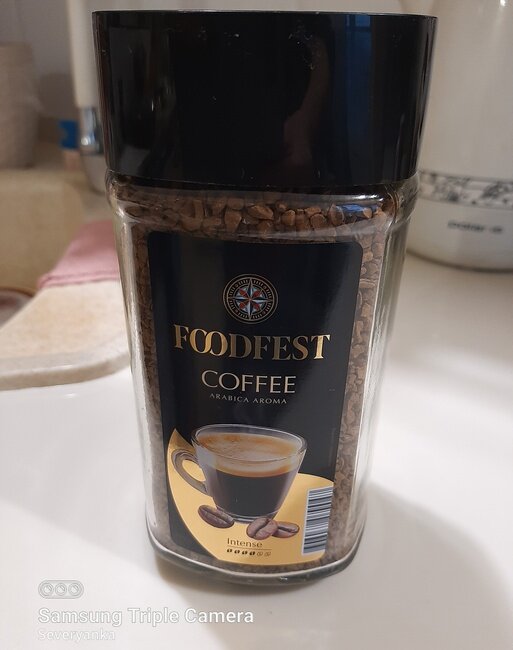 FOODFEST
COFFEE
ARABICA AROMA
Intense
Samsung Triple Camera
Severyanka